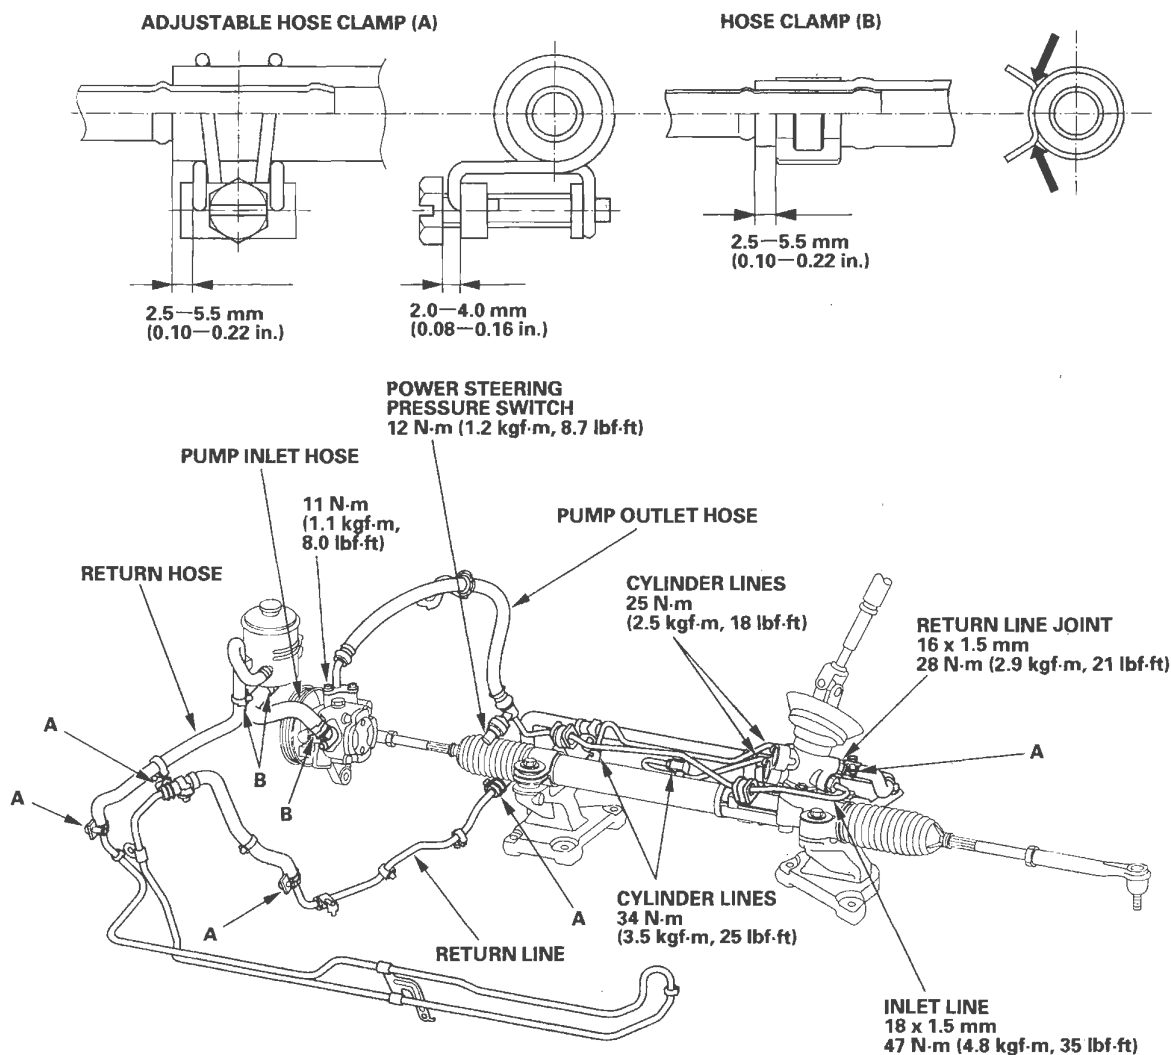 ADJUSTABLE HOSE CLAMP (A)
HOSE CLAMP (B)
2.5—5.5 mm
(0.10—0.22 in.)
2.0—4.0 mm
(0.08—0.16 in.)
2.5—5.5 mm
(0.10—0.22 in.)
POWER STEERING
PRESSURE SWITCH
12 N·m (1.2 kgf·m, 8.7 lbf·ft)
PUMP INLET HOSE
11 N·m
(1.1 kgf·m,
8.0 lbf·ft)
PUMP OUTLET HOSE
RETURN HOSE
CYLINDER LINES
25 N·m
(2.5 kgf·m, 18 lbf·ft)
RETURN LINE JOINT
16 x 1.5 mm
28 N·m (2.9 kgf·m, 21 lbf·ft)
A
A
A
B
B
A
A
CYLINDER LINES
34 N·m
(3.5 kgf·m, 25 lbf·ft)
RETURN LINE
INLET LINE
18 x 1.5 mm
47 N·m (4.8 kgf·m, 35 lbf·ft)